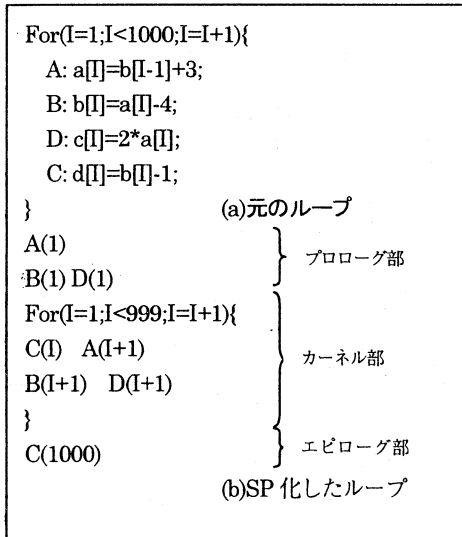 For(I=1;I<1000;I=I+1){
A: a[I]=b[I-1]+3;
B: b[I]=a[I]-4;
D: c[I]=2*a[I];
C: d[I]=b[I]-1;
}
(a)元のループ
A(1)
B(1) D(1)
プロローグ部
For(I=1;I<999;I=I+1){
C(I) A(I+1)
B(I+1) D(I+1)
}
カーネル部
C(1000)
エピローグ部
(b)SP 化したループ